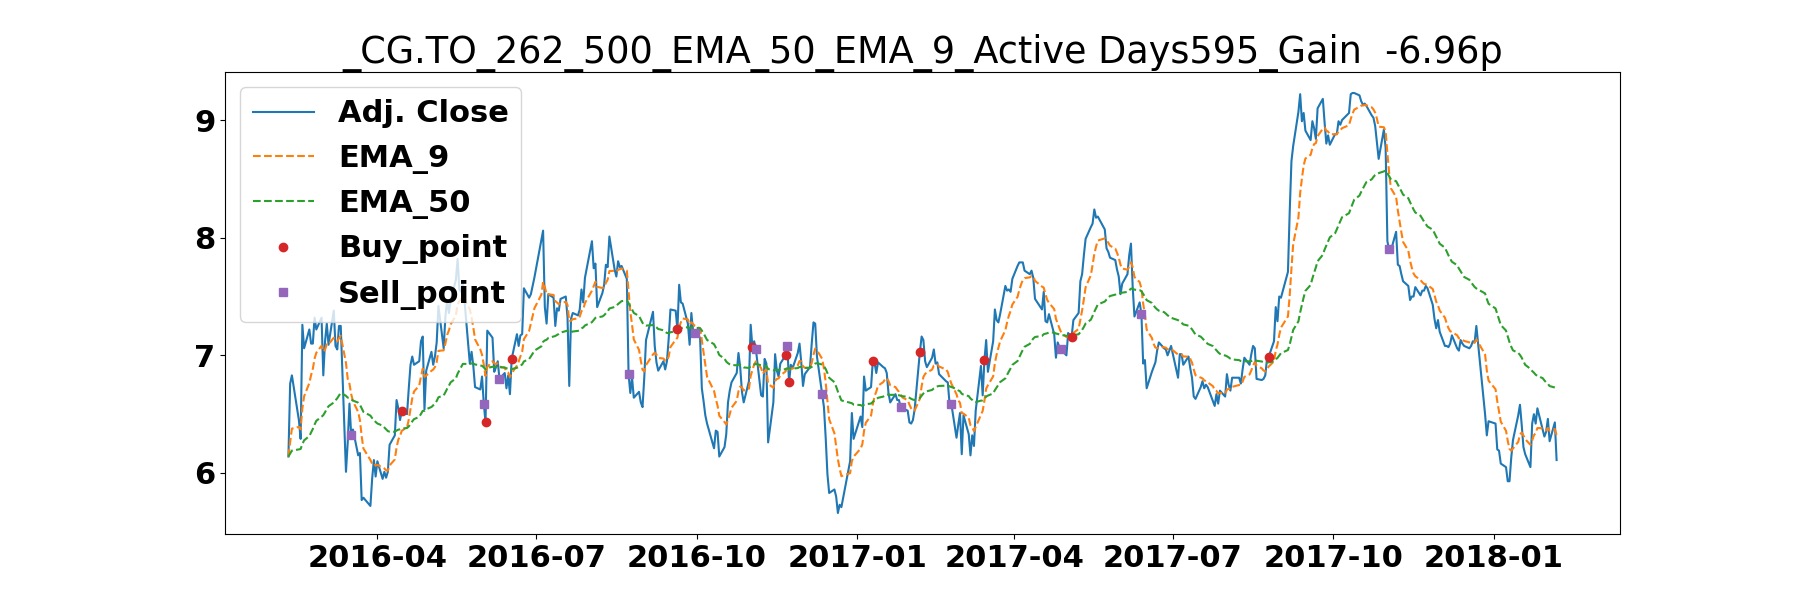 _CG.TO_262_500_EMA_50_EMA_9_Active Days595_Gain  -6.96p
Adj. Close
EMA_9
EMA_50
Buy_point
Sell_point
9
8
7
6
2016-04 2016-07 2016-10 2017-01 2017-04 2017-07 2017-10 2018-01